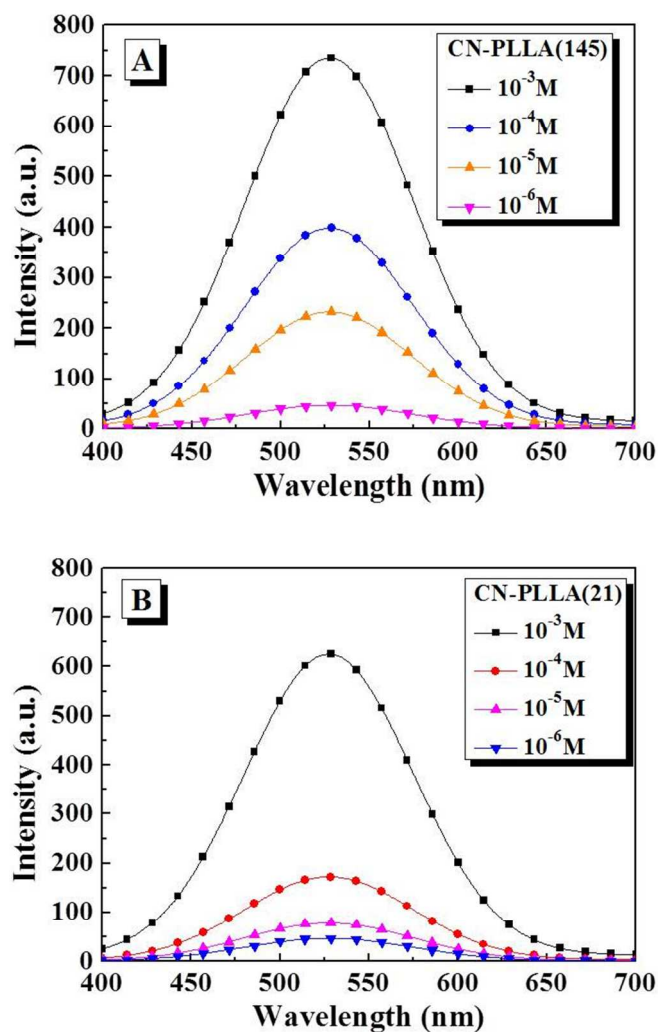 A
CN-PLLA(145)
10⁻³M
10⁻⁴M
10⁻⁵M
10⁻⁶M
800
700
600
500
400
300
200
100
0
Intensity (a.u.)
400 450 500 550 600 650 700
Wavelength (nm)
B
CN-PLLA(21)
10⁻³M
10⁻⁴M
10⁻⁵M
10⁻⁶M
800
700
600
500
400
300
200
100
0
Intensity (a.u.)
400 450 500 550 600 650 700
Wavelength (nm)